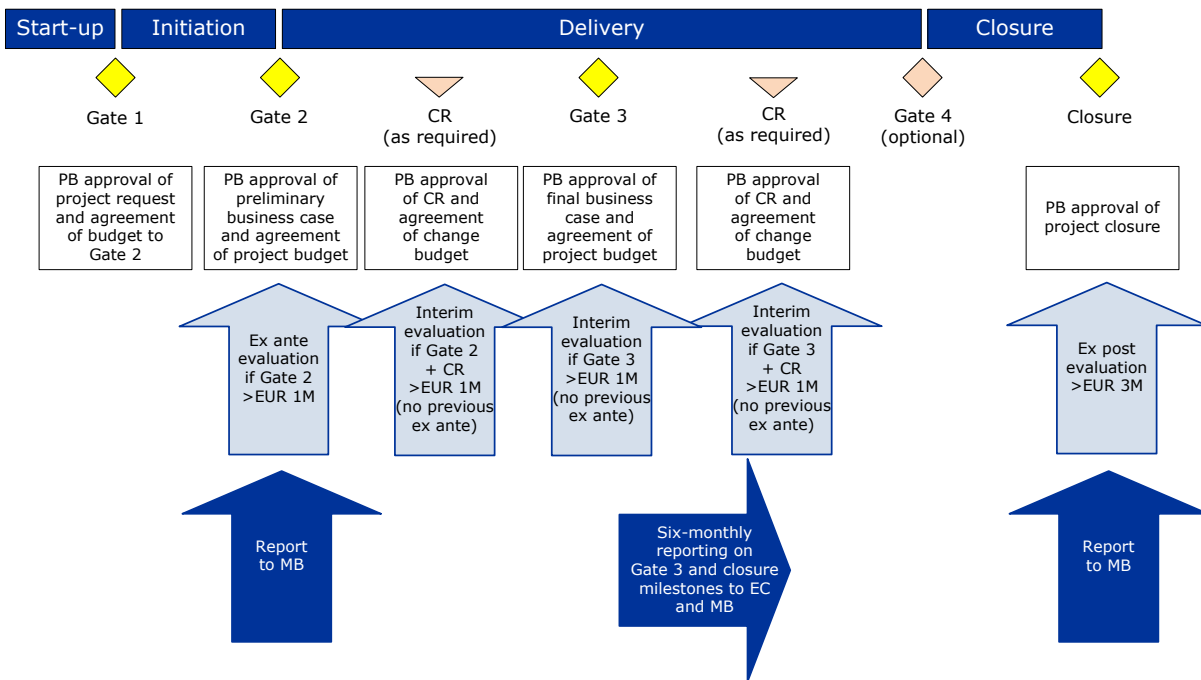 Start-up
Initiation
Delivery
Closure
Gate 1
Gate 2
CR
(as required)
Gate 3
CR
(as required)
Gate 4
(optional)
Closure
PB approval of
project request
and agreement
of budget to
Gate 2
PB approval of
preliminary
business case
and agreement
of project budget
PB approval
of CR and
agreement
of change
budget
PB approval of
final business
case and
agreement of
project budget
PB approval
of CR and
agreement
of change
budget
PB approval of
project closure
Ex ante
evaluation
if Gate 2
>EUR 1M
Interim
evaluation
if Gate 2
+ CR
>EUR 1M
(no previous
ex ante)
Interim
evaluation
if Gate 3
>EUR 1M
(no previous
ex ante)
Interim
evaluation
if Gate 3
+ CR
>EUR 1M
(no previous
ex ante)
Ex post
evaluation
>EUR 3M
Report
to MB
Six-monthly
reporting on
Gate 3 and closure
milestones to EC
and MB
Report
to MB